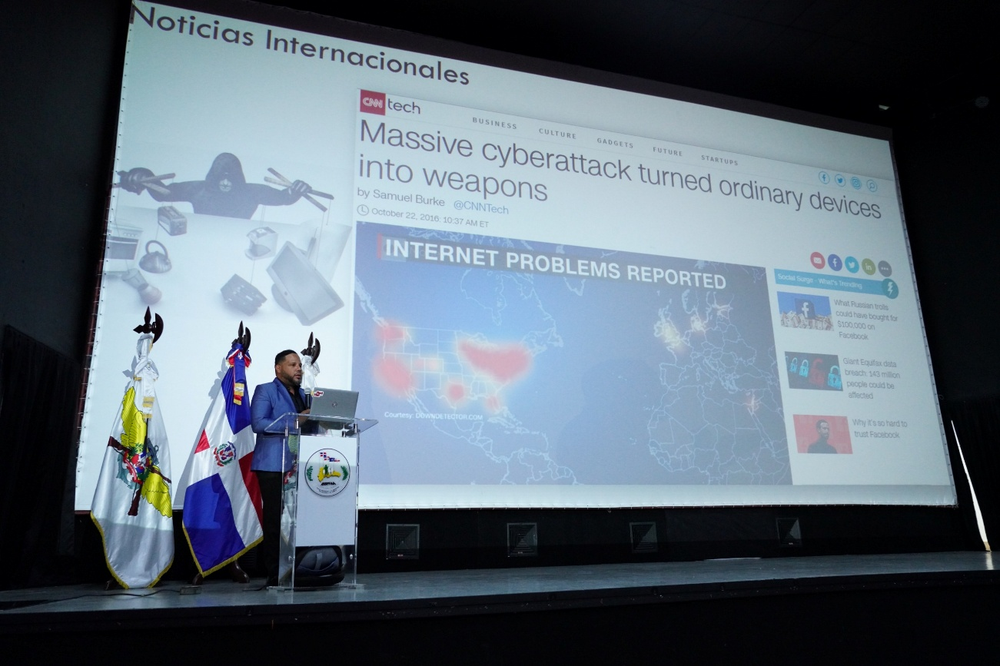 Noticias Internacionales
CNN tech
BUSINESS CULTURE GADGETS FUTURE STARTUPS
Massive cyberattack turned ordinary devices
into weapons
by Samuel Burke @CNNTech
October 22, 2016: 10:37 AM ET
INTERNET PROBLEMS REPORTED
Courtesy: DOWNDETECTOR.COM
Social Surge - What's Trending
What Russian trolls
could have bought for
$100,000 on
Facebook
Giant Equifax data
breach: 143 million
people could be
affected
Why it's so hard to
trust Facebook